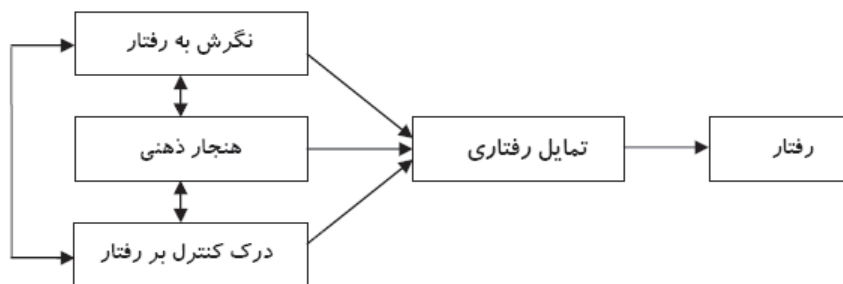 نگرش به رفتار
هنجار ذهنی
درک کنترل بر رفتار
تمایل رفتاری
رفتار